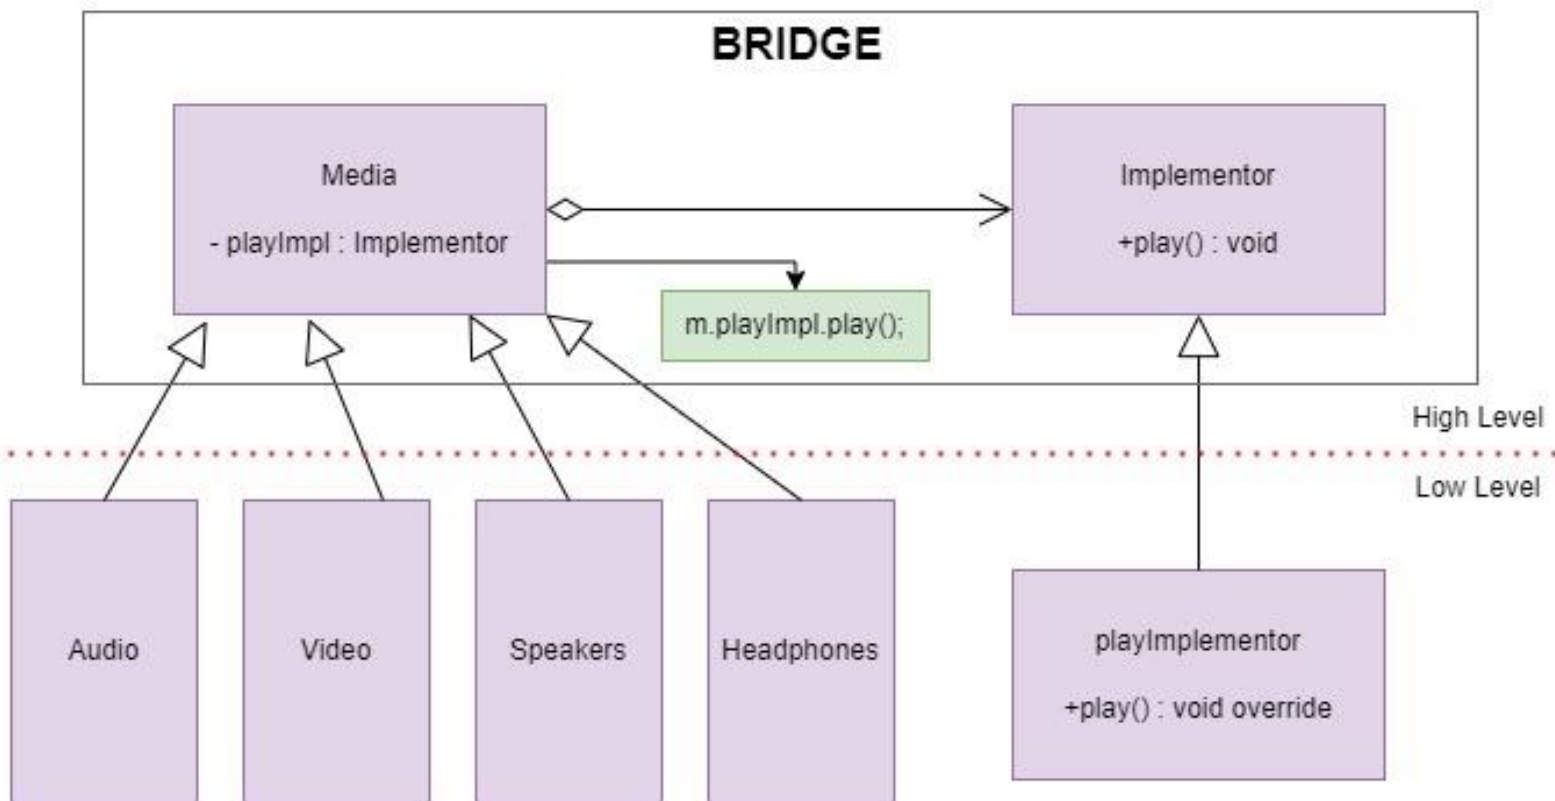 BRIDGE
Media
- playImpl : Implementor
Implementor
+play() : void
m.playImpl.play();
High Level
Low Level
Audio
Video
Speakers
Headphones
playImplementor
+play() : void override